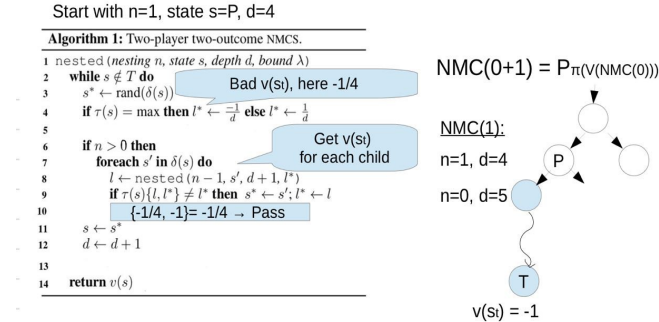 Start with n=1, state s=P, d=4
Algorithm 1: Two-player two-outcome NMCS.
1 nested(nesting n, state s, depth d, bound λ)
2 while s ∉ T do
3 s* ← rand(δ(s))
4 if τ(s) = max then l* ← −1/d else l* ← 1/d
5
6 if n > 0 then
7 foreach s′ in δ(s) do
8 l ← nested(n − 1, s′, d + 1, l*)
9 if τ(s){l, l*} ≠ l* then s* ← s′; l* ← l
10 {-1/4, -1}= -1/4 → Pass
11 s ← s*
12 d ← d + 1
13
14 return v(s)
Bad v(st), here -1/4
Get v(st)
for each child
NMC(0+1) = Pπ(V(NMC(0)))
NMC(1):
n=1, d=4
P
n=0, d=5
T
v(st) = -1